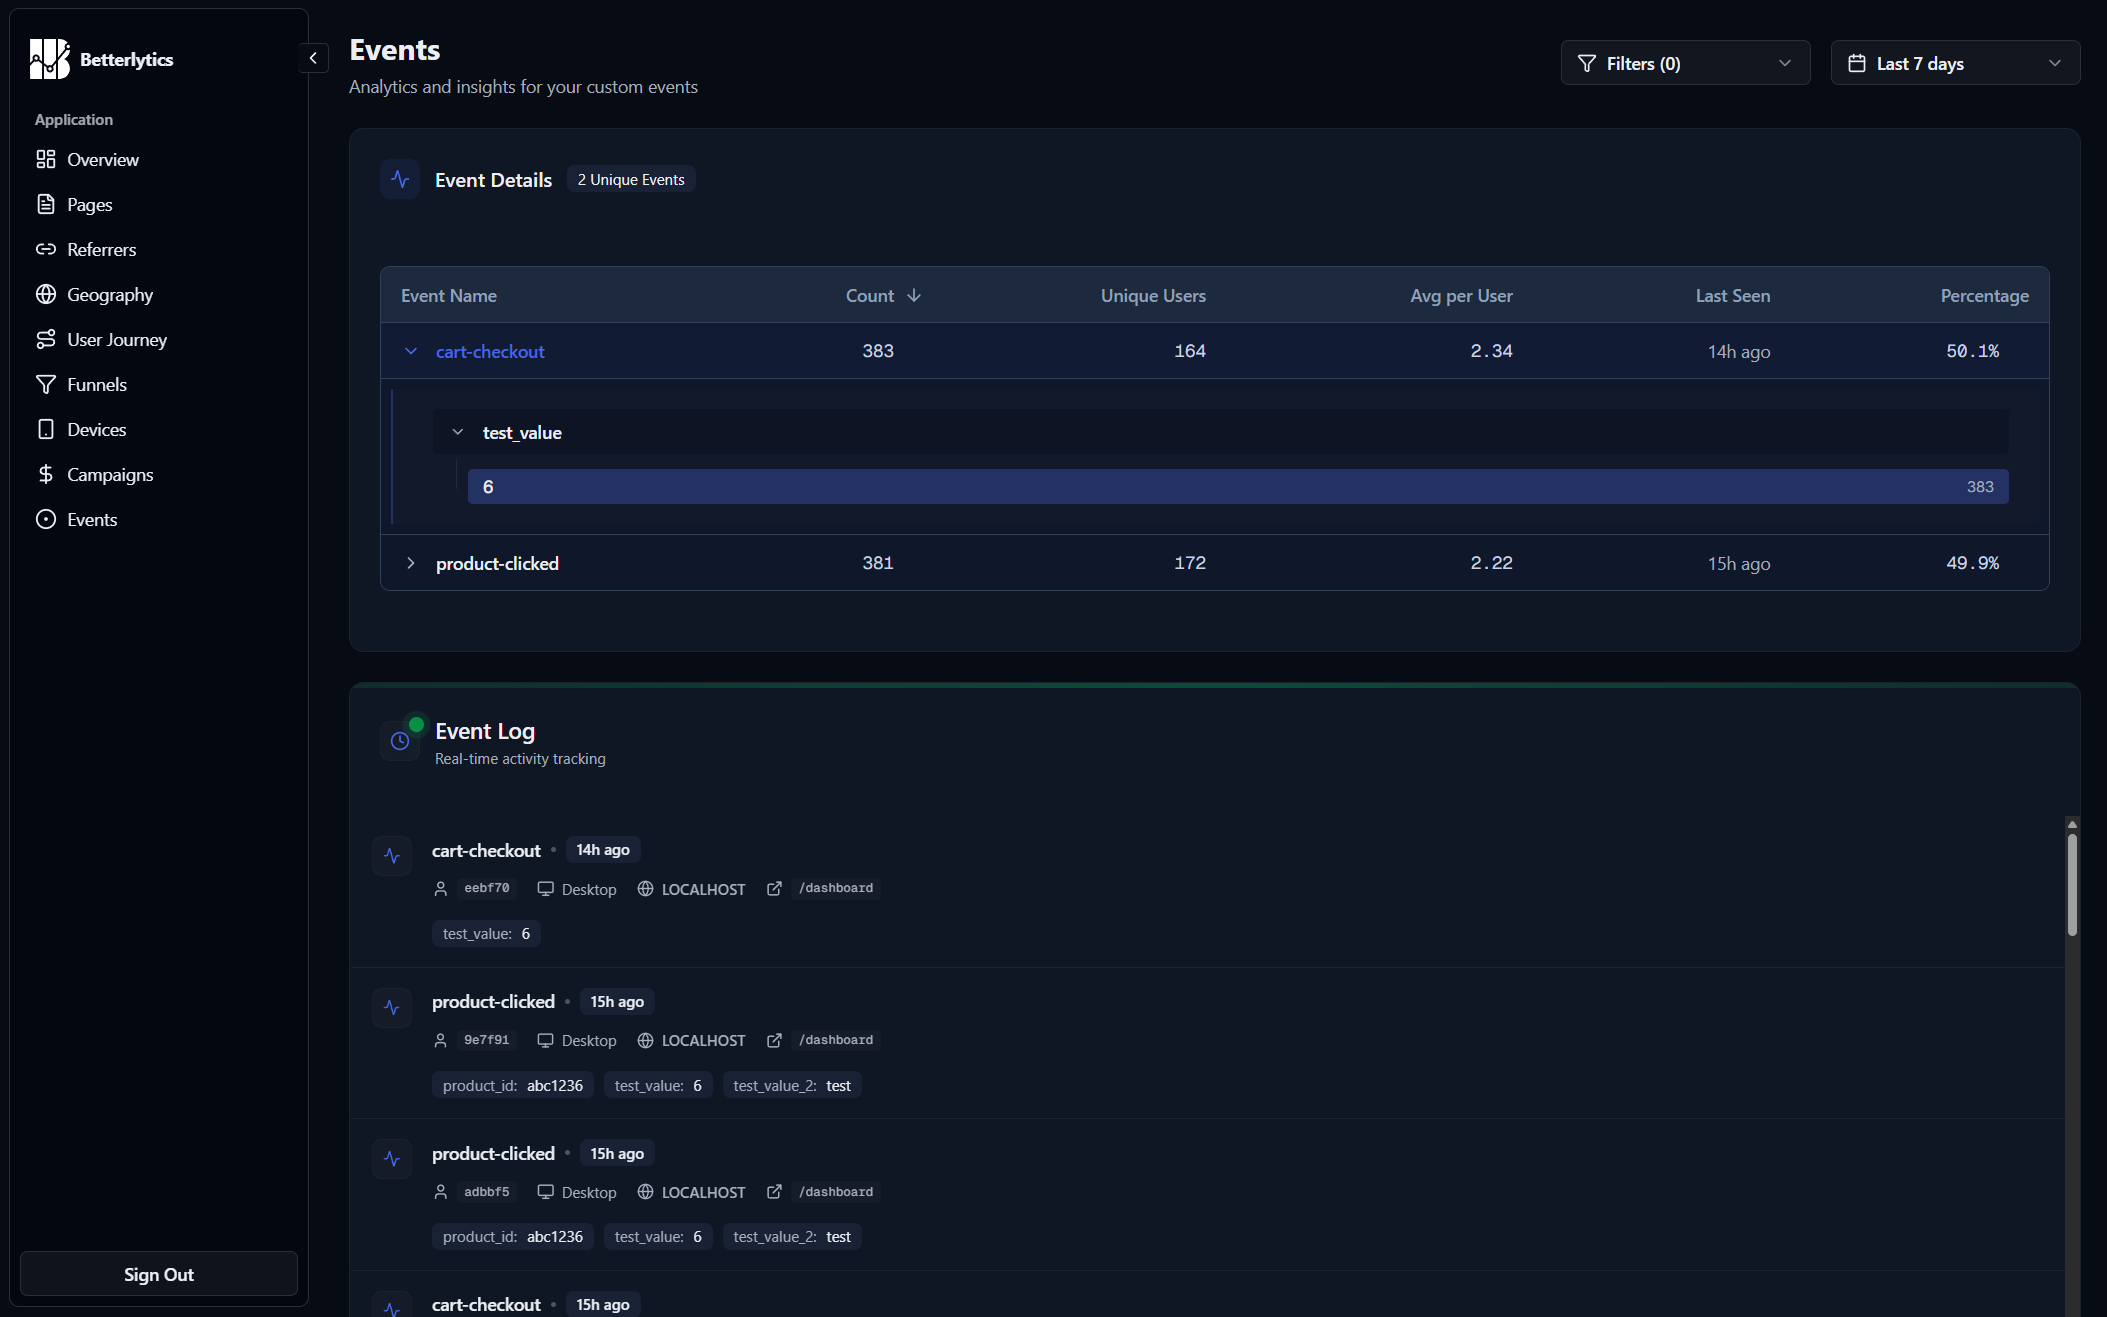 Betterlytics
Application
Overview
Pages
Referrers
Geography
User Journey
Funnels
Devices
Campaigns
Events
Sign Out
Events
Analytics and insights for your custom events
Filters (0)
Last 7 days
Event Details
2 Unique Events
Event Name Count Unique Users Avg per User Last Seen Percentage
cart-checkout 383 164 2.34 14h ago 50.1%
test_value
6 383
product-clicked 381 172 2.22 15h ago 49.9%
Event Log
Real-time activity tracking
cart-checkout • 14h ago
eebf70 Desktop LOCALHOST /dashboard
test_value: 6
product-clicked • 15h ago
9e7f91 Desktop LOCALHOST /dashboard
product_id: abc1236 test_value: 6 test_value_2: test
product-clicked • 15h ago
adbbf5 Desktop LOCALHOST /dashboard
product_id: abc1236 test_value: 6 test_value_2: test
cart-checkout • 15h ago